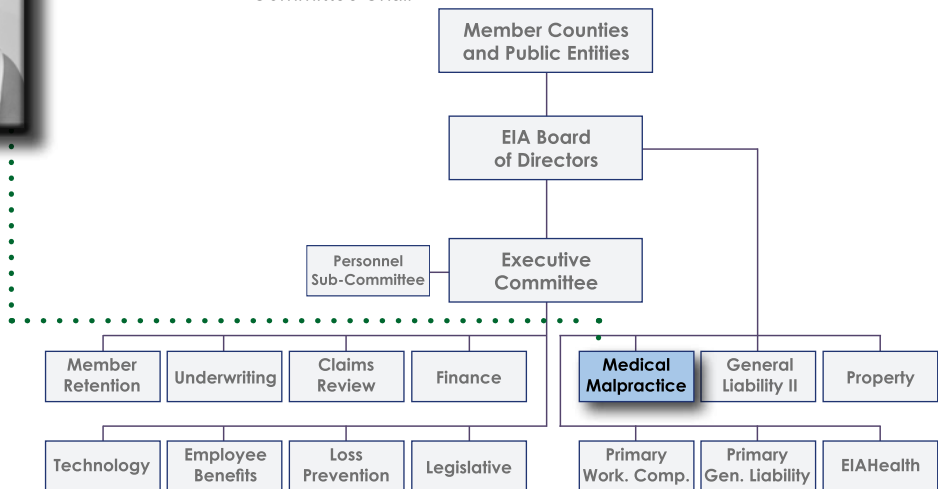 Member Counties
and Public Entities
EIA Board
of Directors
Personnel
Sub-Committee
Executive
Committee
Member
Retention
Underwriting
Claims
Review
Finance
Medical
Malpractice
General
Liability II
Property
Technology
Employee
Benefits
Loss
Prevention
Legislative
Primary
Work. Comp.
Primary
Gen. Liability
EIAHealth